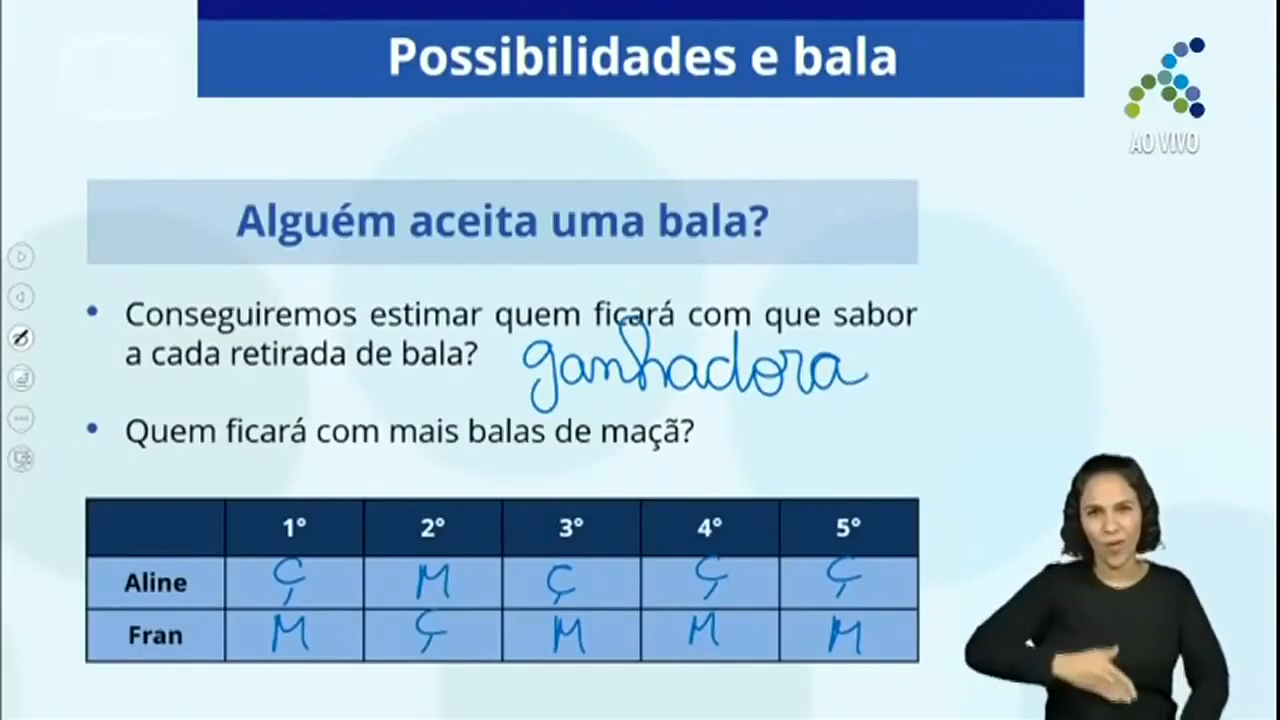 Possibilidades e bala
AO VIVO
Alguém aceita uma bala?
• Conseguiremos estimar quem ficará com que sabor
a cada retirada de bala? ganhadora
• Quem ficará com mais balas de maçã?
1° 2° 3° 4° 5°
Aline Ç M Ç Ç Ç
Fran M Ç M M M